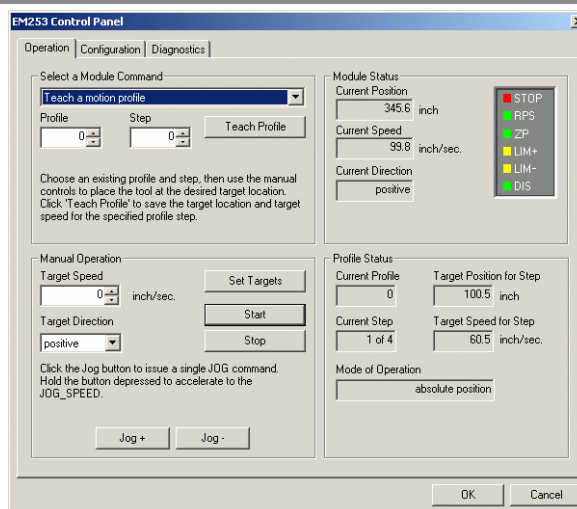 EM253 Control Panel
Operation
Configuration
Diagnostics
Select a Module Command
Teach a motion profile
Profile
Step
0
0
Teach Profile
Choose an existing profile and step, then use the manual
controls to place the tool at the desired target location.
Click 'Teach Profile' to save the target location and target
speed for the specified profile step.
Module Status
Current Position
345.6 inch
Current Speed
99.8 inch/sec.
Current Direction
positive
STOP
RPS
ZP
LIM+
LIM-
DIS
Manual Operation
Target Speed
0 inch/sec.
Target Direction
positive
Set Targets
Start
Stop
Click the Jog button to issue a single JOG command.
Hold the button depressed to accelerate to the
JOG_SPEED.
Jog +
Jog -
Profile Status
Current Profile
0
Target Position for Step
100.5 inch
Current Step
1 of 4
Target Speed for Step
60.5 inch/sec.
Mode of Operation
absolute position
OK
Cancel